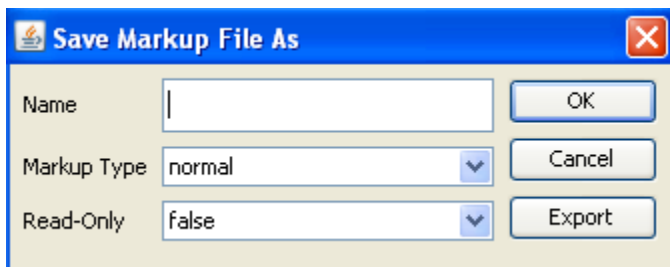 Save Markup File As
Name
OK
Markup Type normal
Cancel
Read-Only false
Export